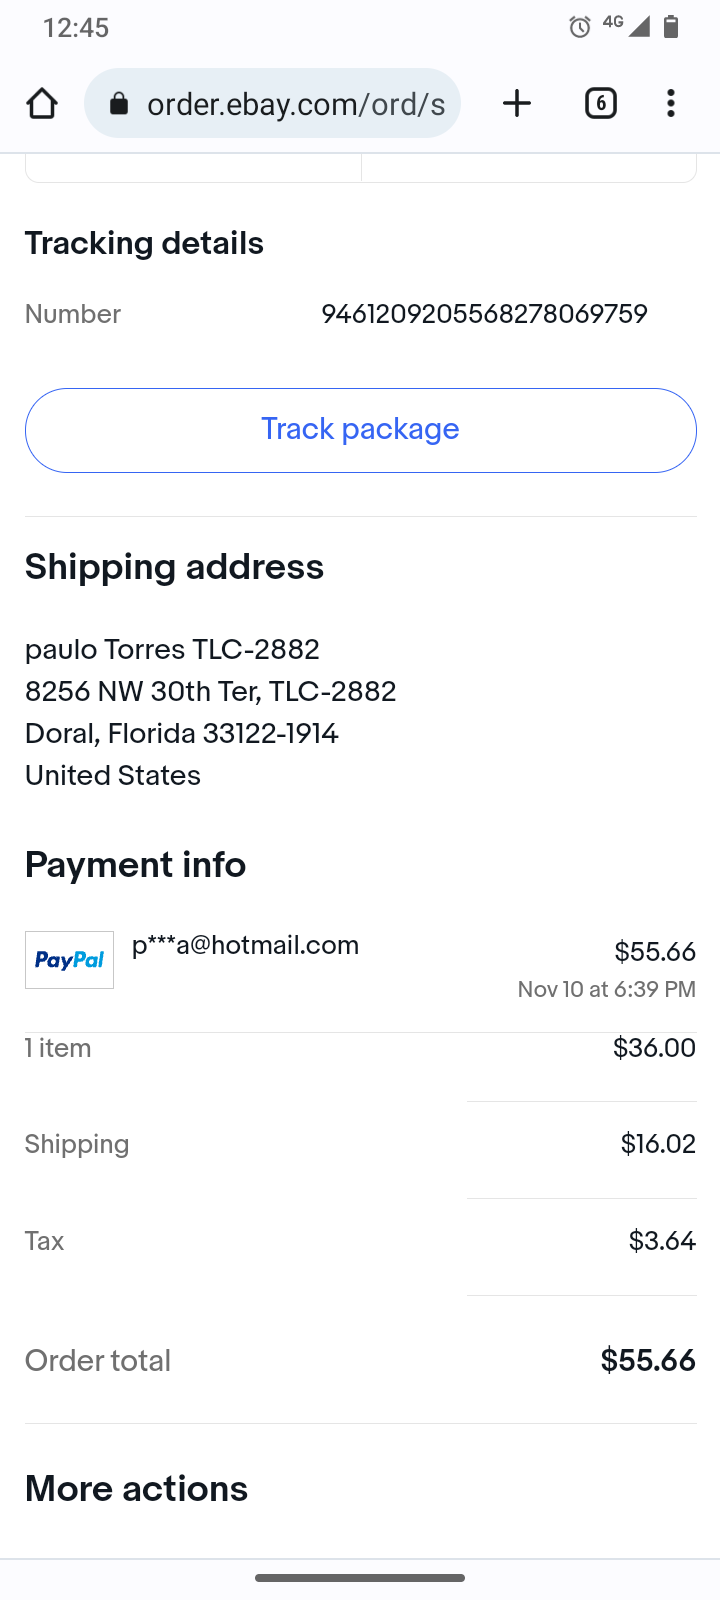 12:45
4G
order.ebay.com/ord/s
6
Tracking details
Number 9461209205568278069759
Track package
Shipping address
paulo Torres TLC-2882
8256 NW 30th Ter, TLC-2882
Doral, Florida 33122-1914
United States
Payment info
PayPal p***a@hotmail.com $55.66
Nov 10 at 6:39 PM
1 item $36.00
Shipping $16.02
Tax $3.64
Order total $55.66
More actions